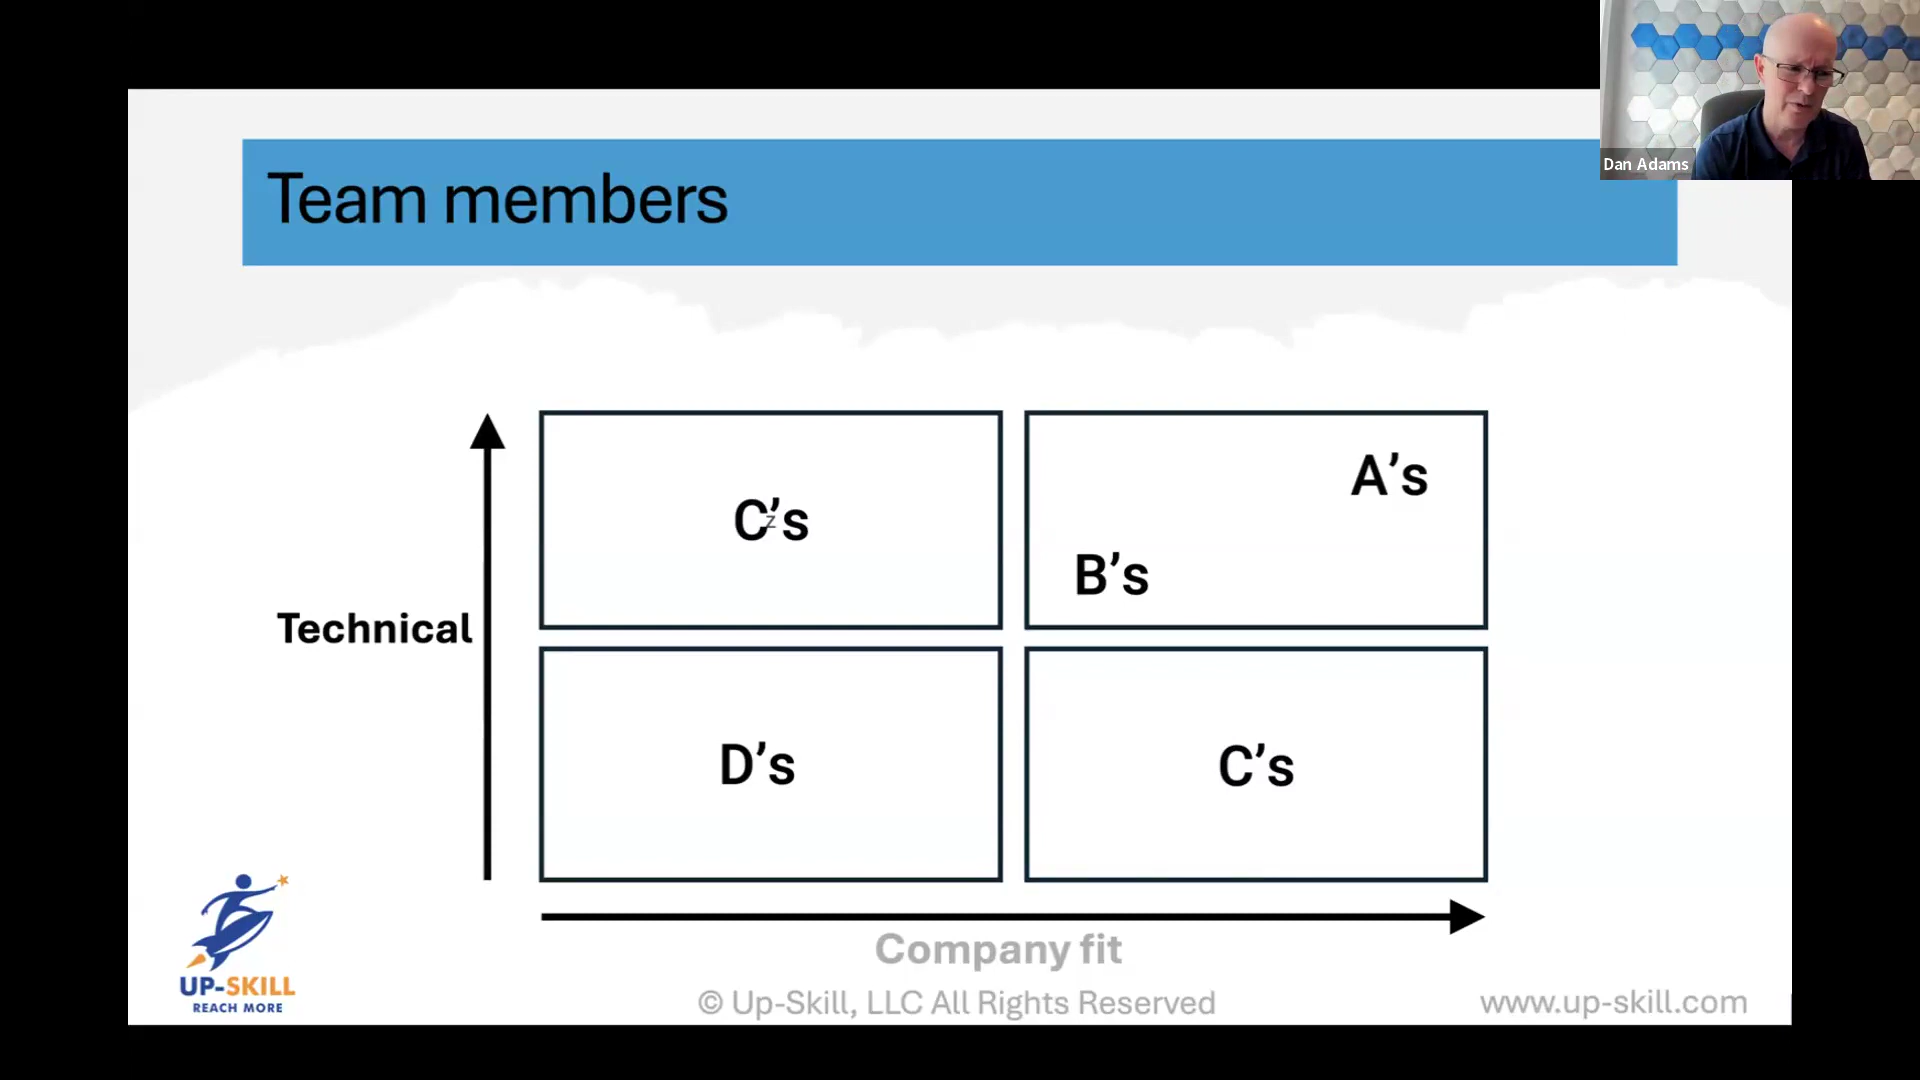 Dan Adams
Team members
C's
z
A's
B's
Technical
D's
C's
Company fit
UP-SKILL
REACH MORE
© Up-Skill, LLC All Rights Reserved
www.up-skill.com